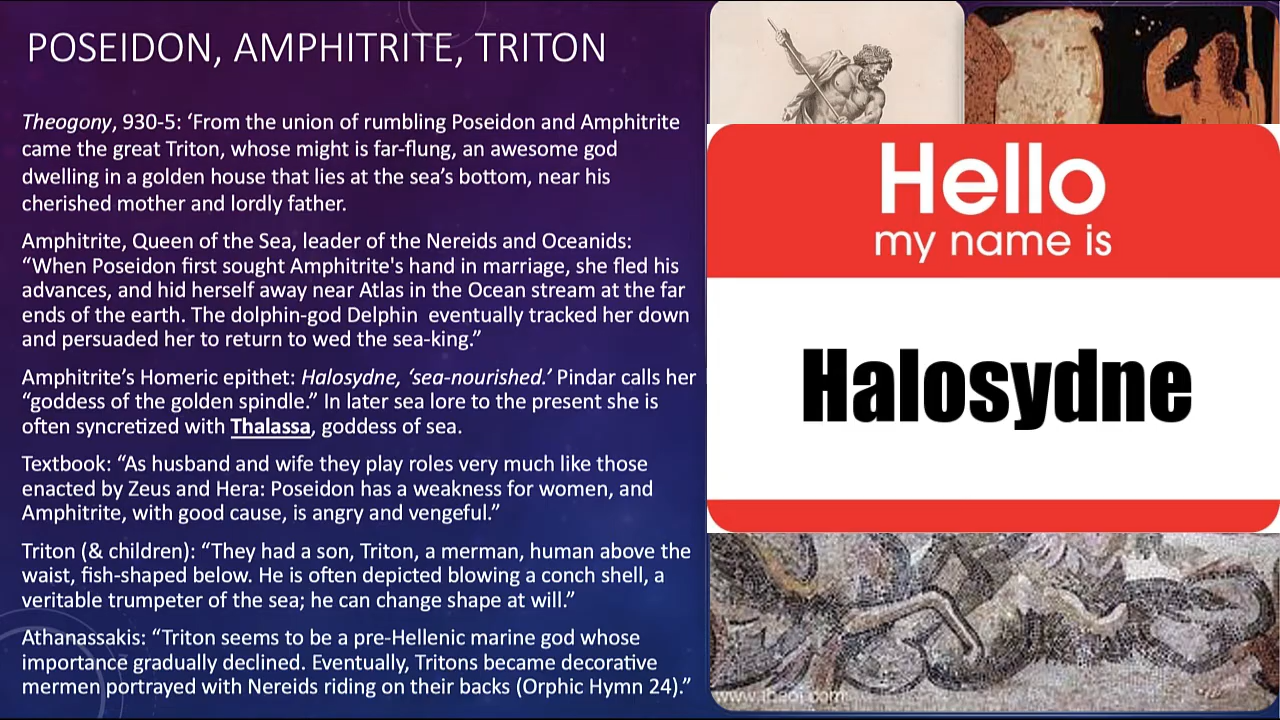 POSEIDON, AMPHITRITE, TRITON
Theogony, 930-5: ‘From the union of rumbling Poseidon and Amphitrite
came the great Triton, whose might is far-flung, an awesome god
dwelling in a golden house that lies at the sea’s bottom, near his
cherished mother and lordly father.
Amphitrite, Queen of the Sea, leader of the Nereids and Oceanids:
“When Poseidon first sought Amphitrite's hand in marriage, she fled his
advances, and hid herself away near Atlas in the Ocean stream at the far
ends of the earth. The dolphin-god Delphin eventually tracked her down
and persuaded her to return to wed the sea-king.”
Amphitrite’s Homeric epithet: Halosydne, ‘sea-nourished.’ Pindar calls her
“goddess of the golden spindle.” In later sea lore to the present she is
often syncretized with Thalassa, goddess of sea.
Textbook: “As husband and wife they play roles very much like those
enacted by Zeus and Hera: Poseidon has a weakness for women, and
Amphitrite, with good cause, is angry and vengeful.”
Triton (& children): “They had a son, Triton, a merman, human above the
waist, fish-shaped below. He is often depicted blowing a conch shell, a
veritable trumpeter of the sea; he can change shape at will.”
Athanassakis: “Triton seems to be a pre-Hellenic marine god whose
importance gradually declined. Eventually, Tritons became decorative
mermen portrayed with Nereids riding on their backs (Orphic Hymn 24).”
Hello
my name is
Halosydne
www.theoi.com